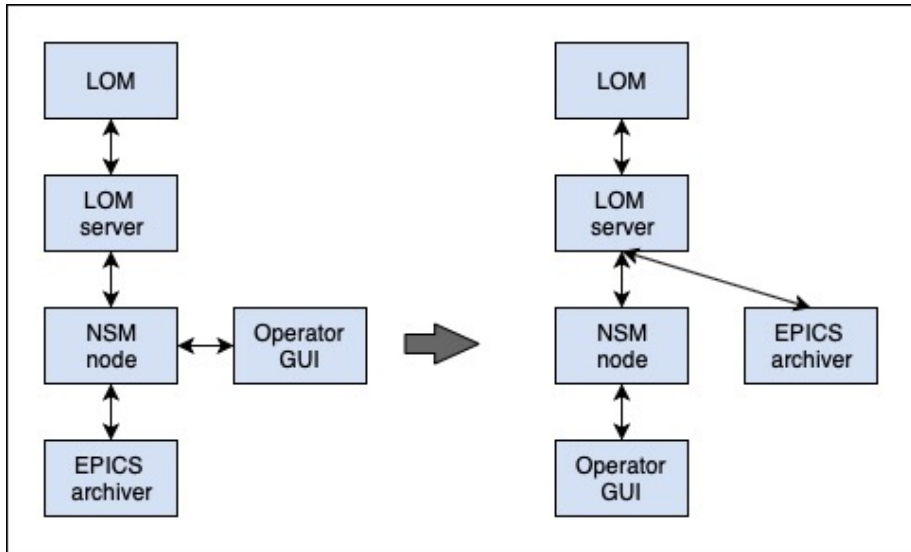 LOM
LOM
server
NSM
node
Operator
GUI
EPICS
archiver
LOM
LOM
server
NSM
node
EPICS
archiver
Operator
GUI